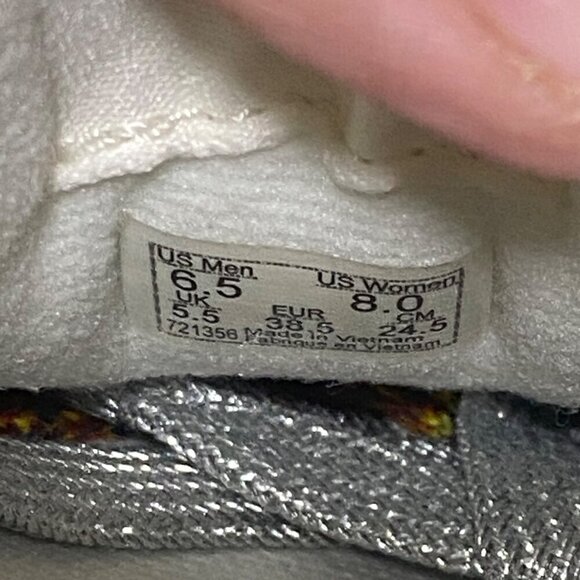 US Men US Women
6.5 8.0
UK EUR CM
5.5 38.5 24.5
721356 Made in Vietnam
Fabrique en Vietnam